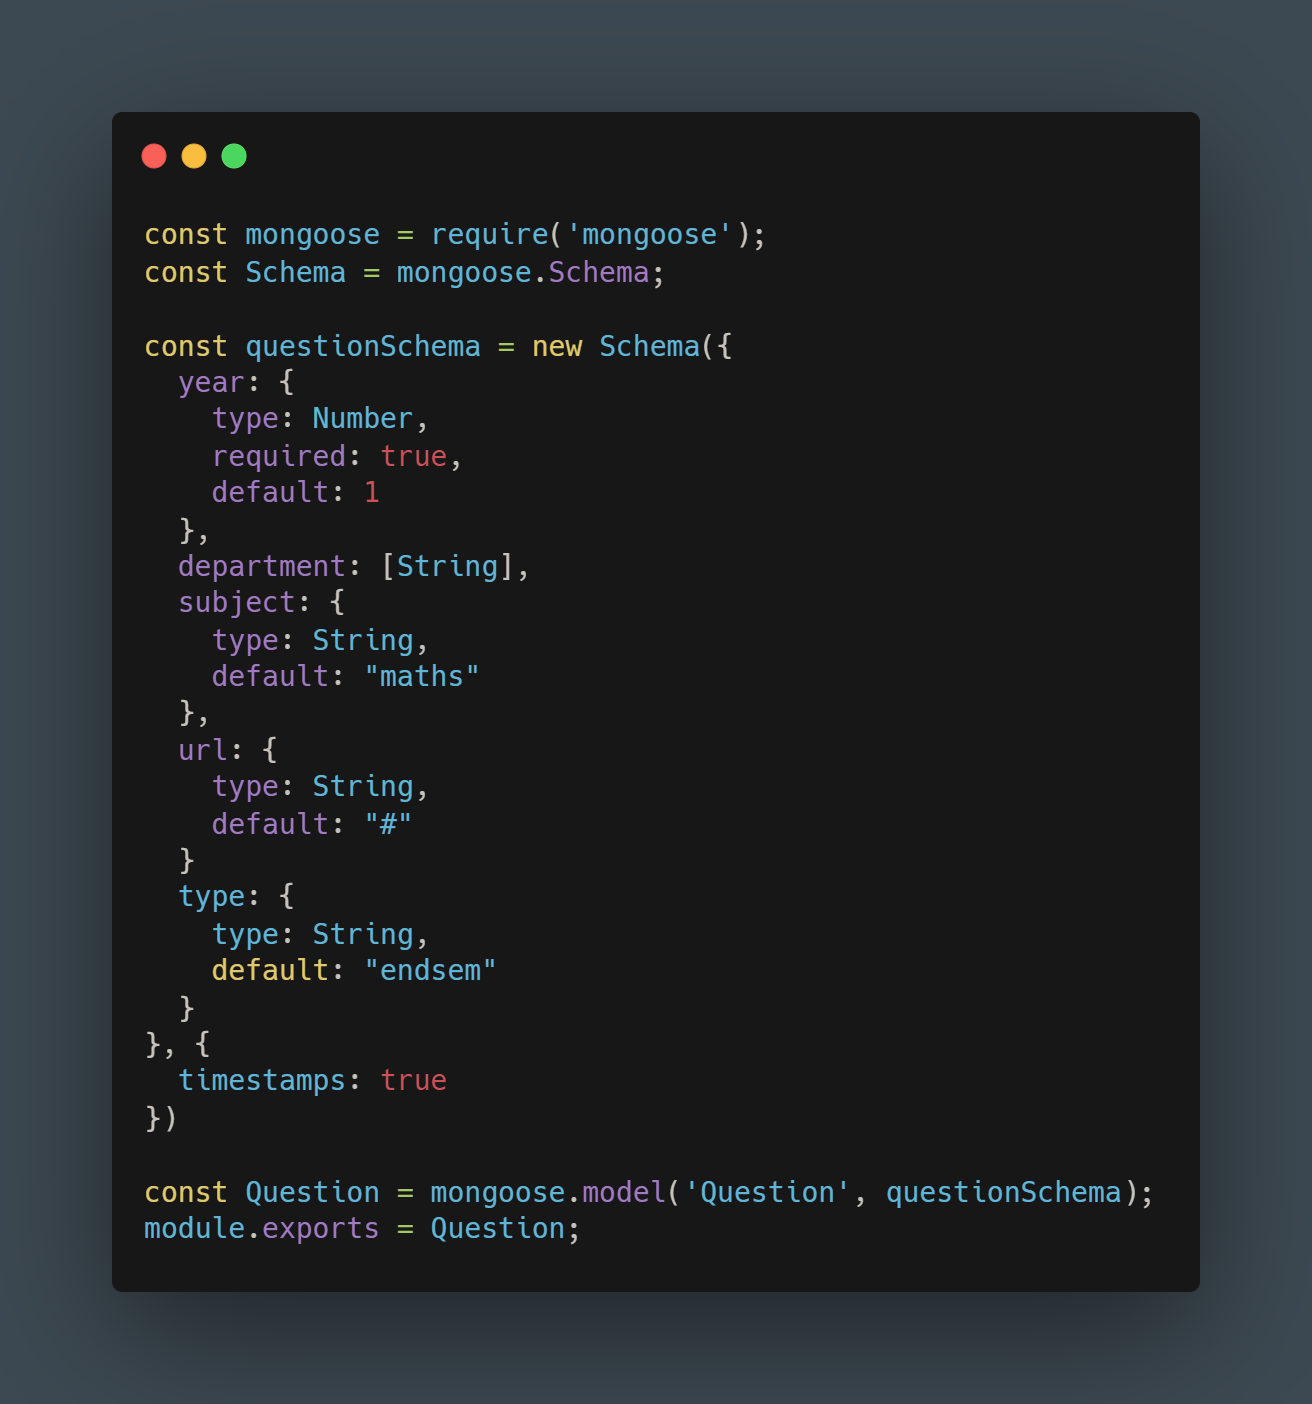 const mongoose = require('mongoose');
const Schema = mongoose.Schema;

const questionSchema = new Schema({
  year: {
    type: Number,
    required: true,
    default: 1
  },
  department: [String],
  subject: {
    type: String,
    default: "maths"
  },
  url: {
    type: String,
    default: "#"
  }
  type: {
    type: String,
    default: "endsem"
  }
}, {
  timestamps: true
})

const Question = mongoose.model('Question', questionSchema);
module.exports = Question;